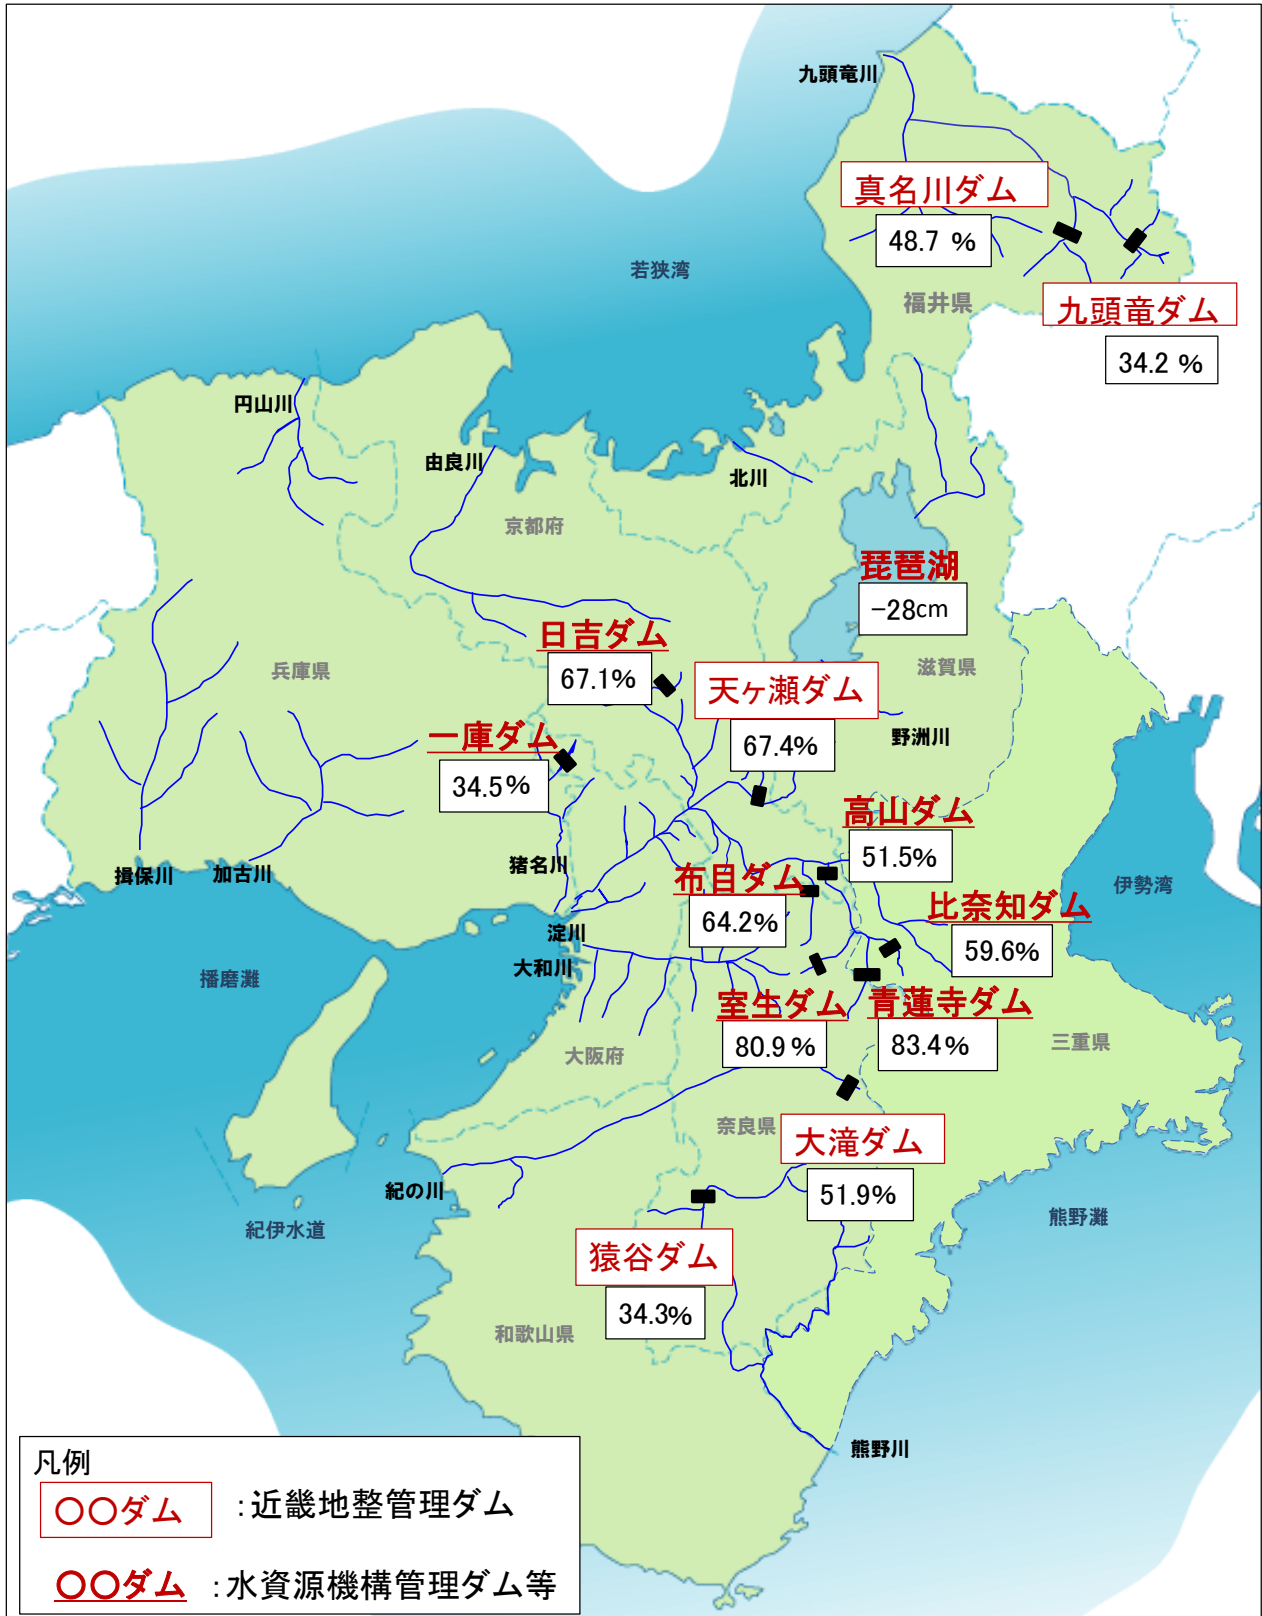 九頭竜川
真名川ダム
48.7 %
若狭湾
福井県
九頭竜ダム
34.2 %
円山川
由良川
北川
京都府
琵琶湖
−28cm
日吉ダム
67.1%
兵庫県
滋賀県
天ヶ瀬ダム
67.4%
野洲川
一庫ダム
34.5%
高山ダム
51.5%
猪名川
揖保川
加古川
布目ダム
64.2%
伊勢湾
比奈知ダム
59.6%
淀川
大和川
播磨灘
室生ダム
80.9%
青蓮寺ダム
83.4%
大阪府
三重県
奈良県
大滝ダム
51.9%
紀の川
紀伊水道
熊野灘
猿谷ダム
34.3%
和歌山県
熊野川
凡例
〇〇ダム :近畿地整管理ダム
〇〇ダム :水資源機構管理ダム等